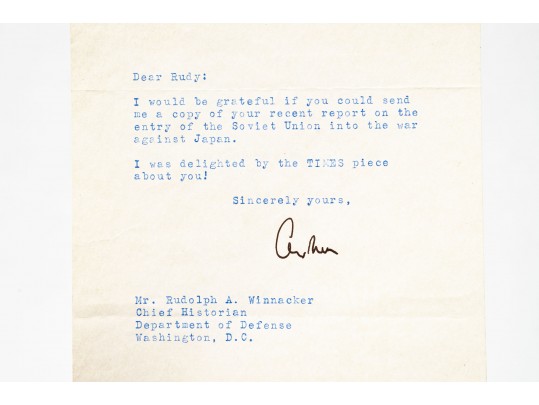 Dear Rudy:
I would be grateful if you could send
me a copy of your recent report on the
entry of the Soviet Union into the war
against Japan.
I was delighted by the TIMES piece
about you!
Sincerely yours,
Arthur
Mr. Rudolph A. Winnacker
Chief Historian
Department of Defense
Washington, D.C.